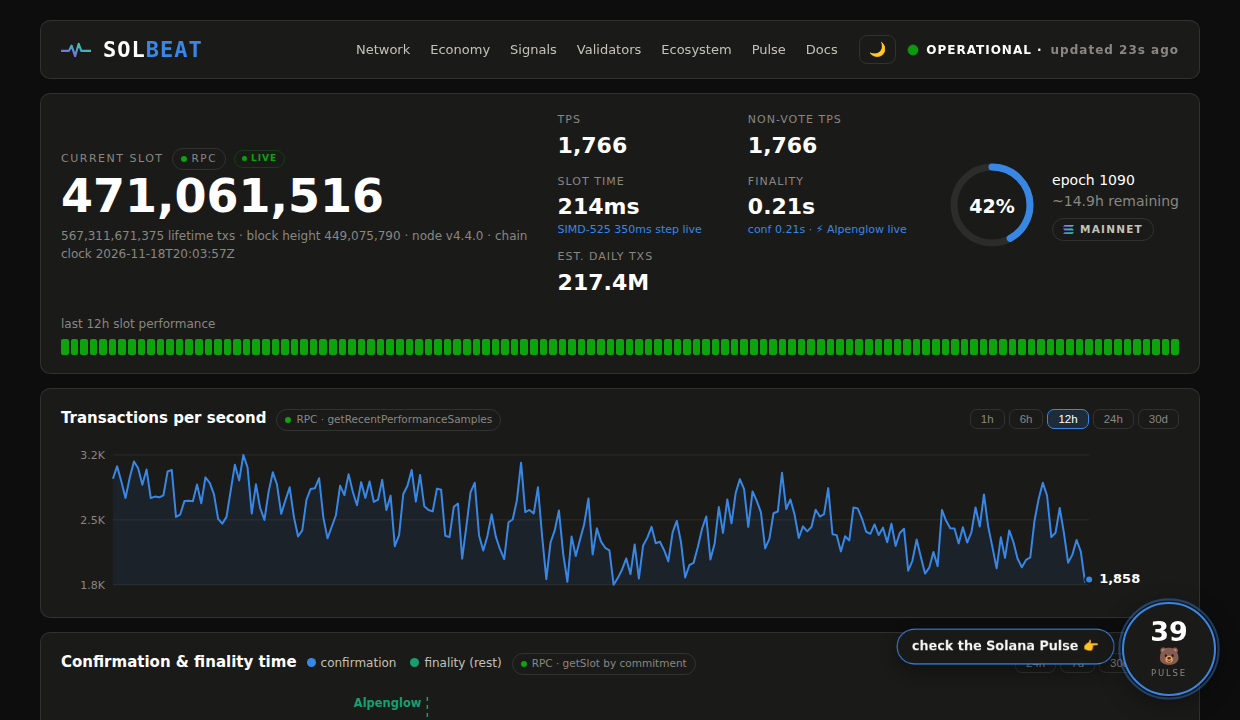 SOLBEAT
Network Economy Signals Validators Ecosystem Pulse Docs 🌙 OPERATIONAL · updated 23s ago
CURRENT SLOT RPC LIVE
471,061,516
567,311,671,375 lifetime txs · block height 449,075,790 · node v4.4.0 · chain
clock 2026-11-18T20:03:57Z
TPS
1,766
NON-VOTE TPS
1,766
SLOT TIME
214ms
SIMD-525 350ms step live
FINALITY
0.21s
conf 0.21s · ⚡ Alpenglow live
EST. DAILY TXS
217.4M
42%
epoch 1090
~14.9h remaining
MAINNET
last 12h slot performance
Transactions per second RPC · getRecentPerformanceSamples
1h 6h 12h 24h 30d
3.2K
2.5K
1.8K
1,858
Confirmation & finality time confirmation finality (rest) RPC · getSlot by commitment
24h 7d 30d
Alpenglow
check the Solana Pulse 👉
39
🐻
PULSE